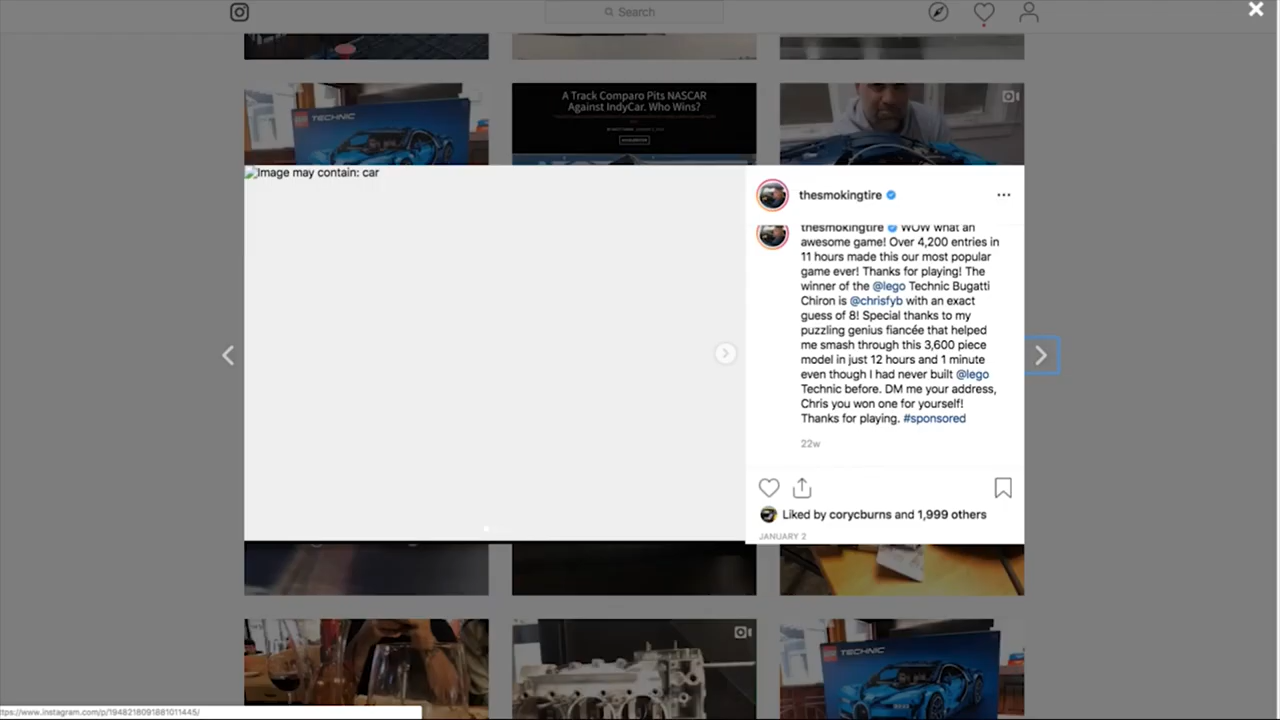 Search
TECHNIC
A Track Comparo Pits NASCAR
Against IndyCar. Who Wins?
Image may contain: car
thesmokingtire
thesmokingtire WOW what an
awesome game! Over 4,200 entries in
11 hours made this our most popular
game ever! Thanks for playing! The
winner of the @lego Technic Bugatti
Chiron is @chrisfyb with an exact
guess of 8! Special thanks to my
puzzling genius fiancée that helped
me smash through this 3,600 piece
model in just 12 hours and 1 minute
even though I had never built @lego
Technic before. DM me your address,
Chris you won one for yourself!
Thanks for playing. #sponsored
22w
Liked by corycburns and 1,999 others
JANUARY 2
TECHNIC
ttps://www.instagram.com/p/1948218091881011445/